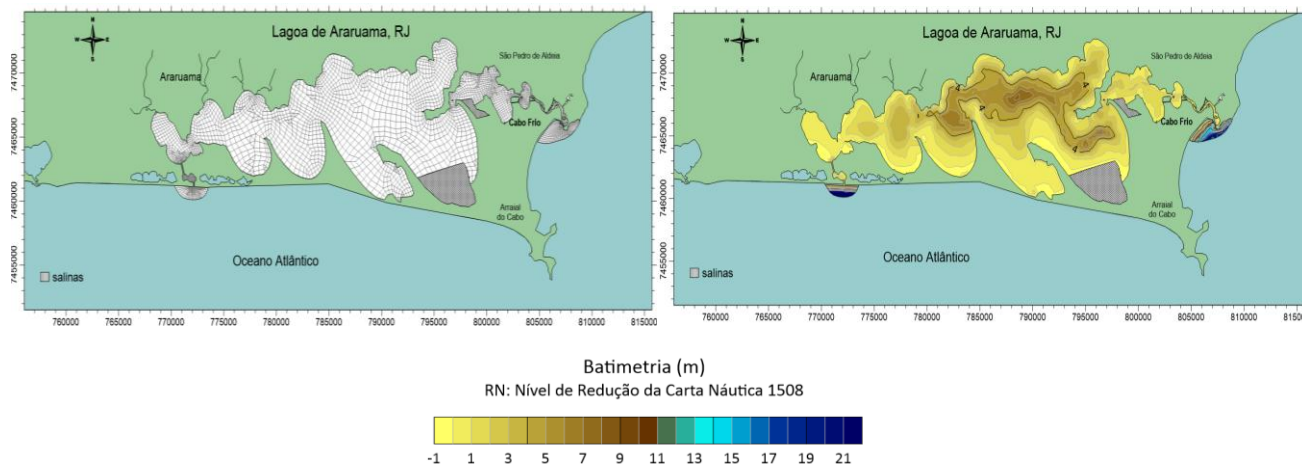 Lagoa de Araruama, RJ
N
W E
S
São Pedro de Aldeia
Araruama
Cabo Frio
Arraial
do Cabo
Oceano Atlântico
salinas
7470000
7465000
7460000
7455000
760000 765000 770000 775000 780000 785000 790000 795000 800000 805000 810000 815000
Lagoa de Araruama, RJ
N
W E
S
São Pedro de Aldeia
Araruama
Cabo Frio
Arraial
do Cabo
Oceano Atlântico
salinas
7470000
7465000
7460000
7455000
760000 765000 770000 775000 780000 785000 790000 795000 800000 805000 810000
Batimetria (m)
RN: Nível de Redução da Carta Náutica 1508
-1 1 3 5 7 9 11 13 15 17 19 21